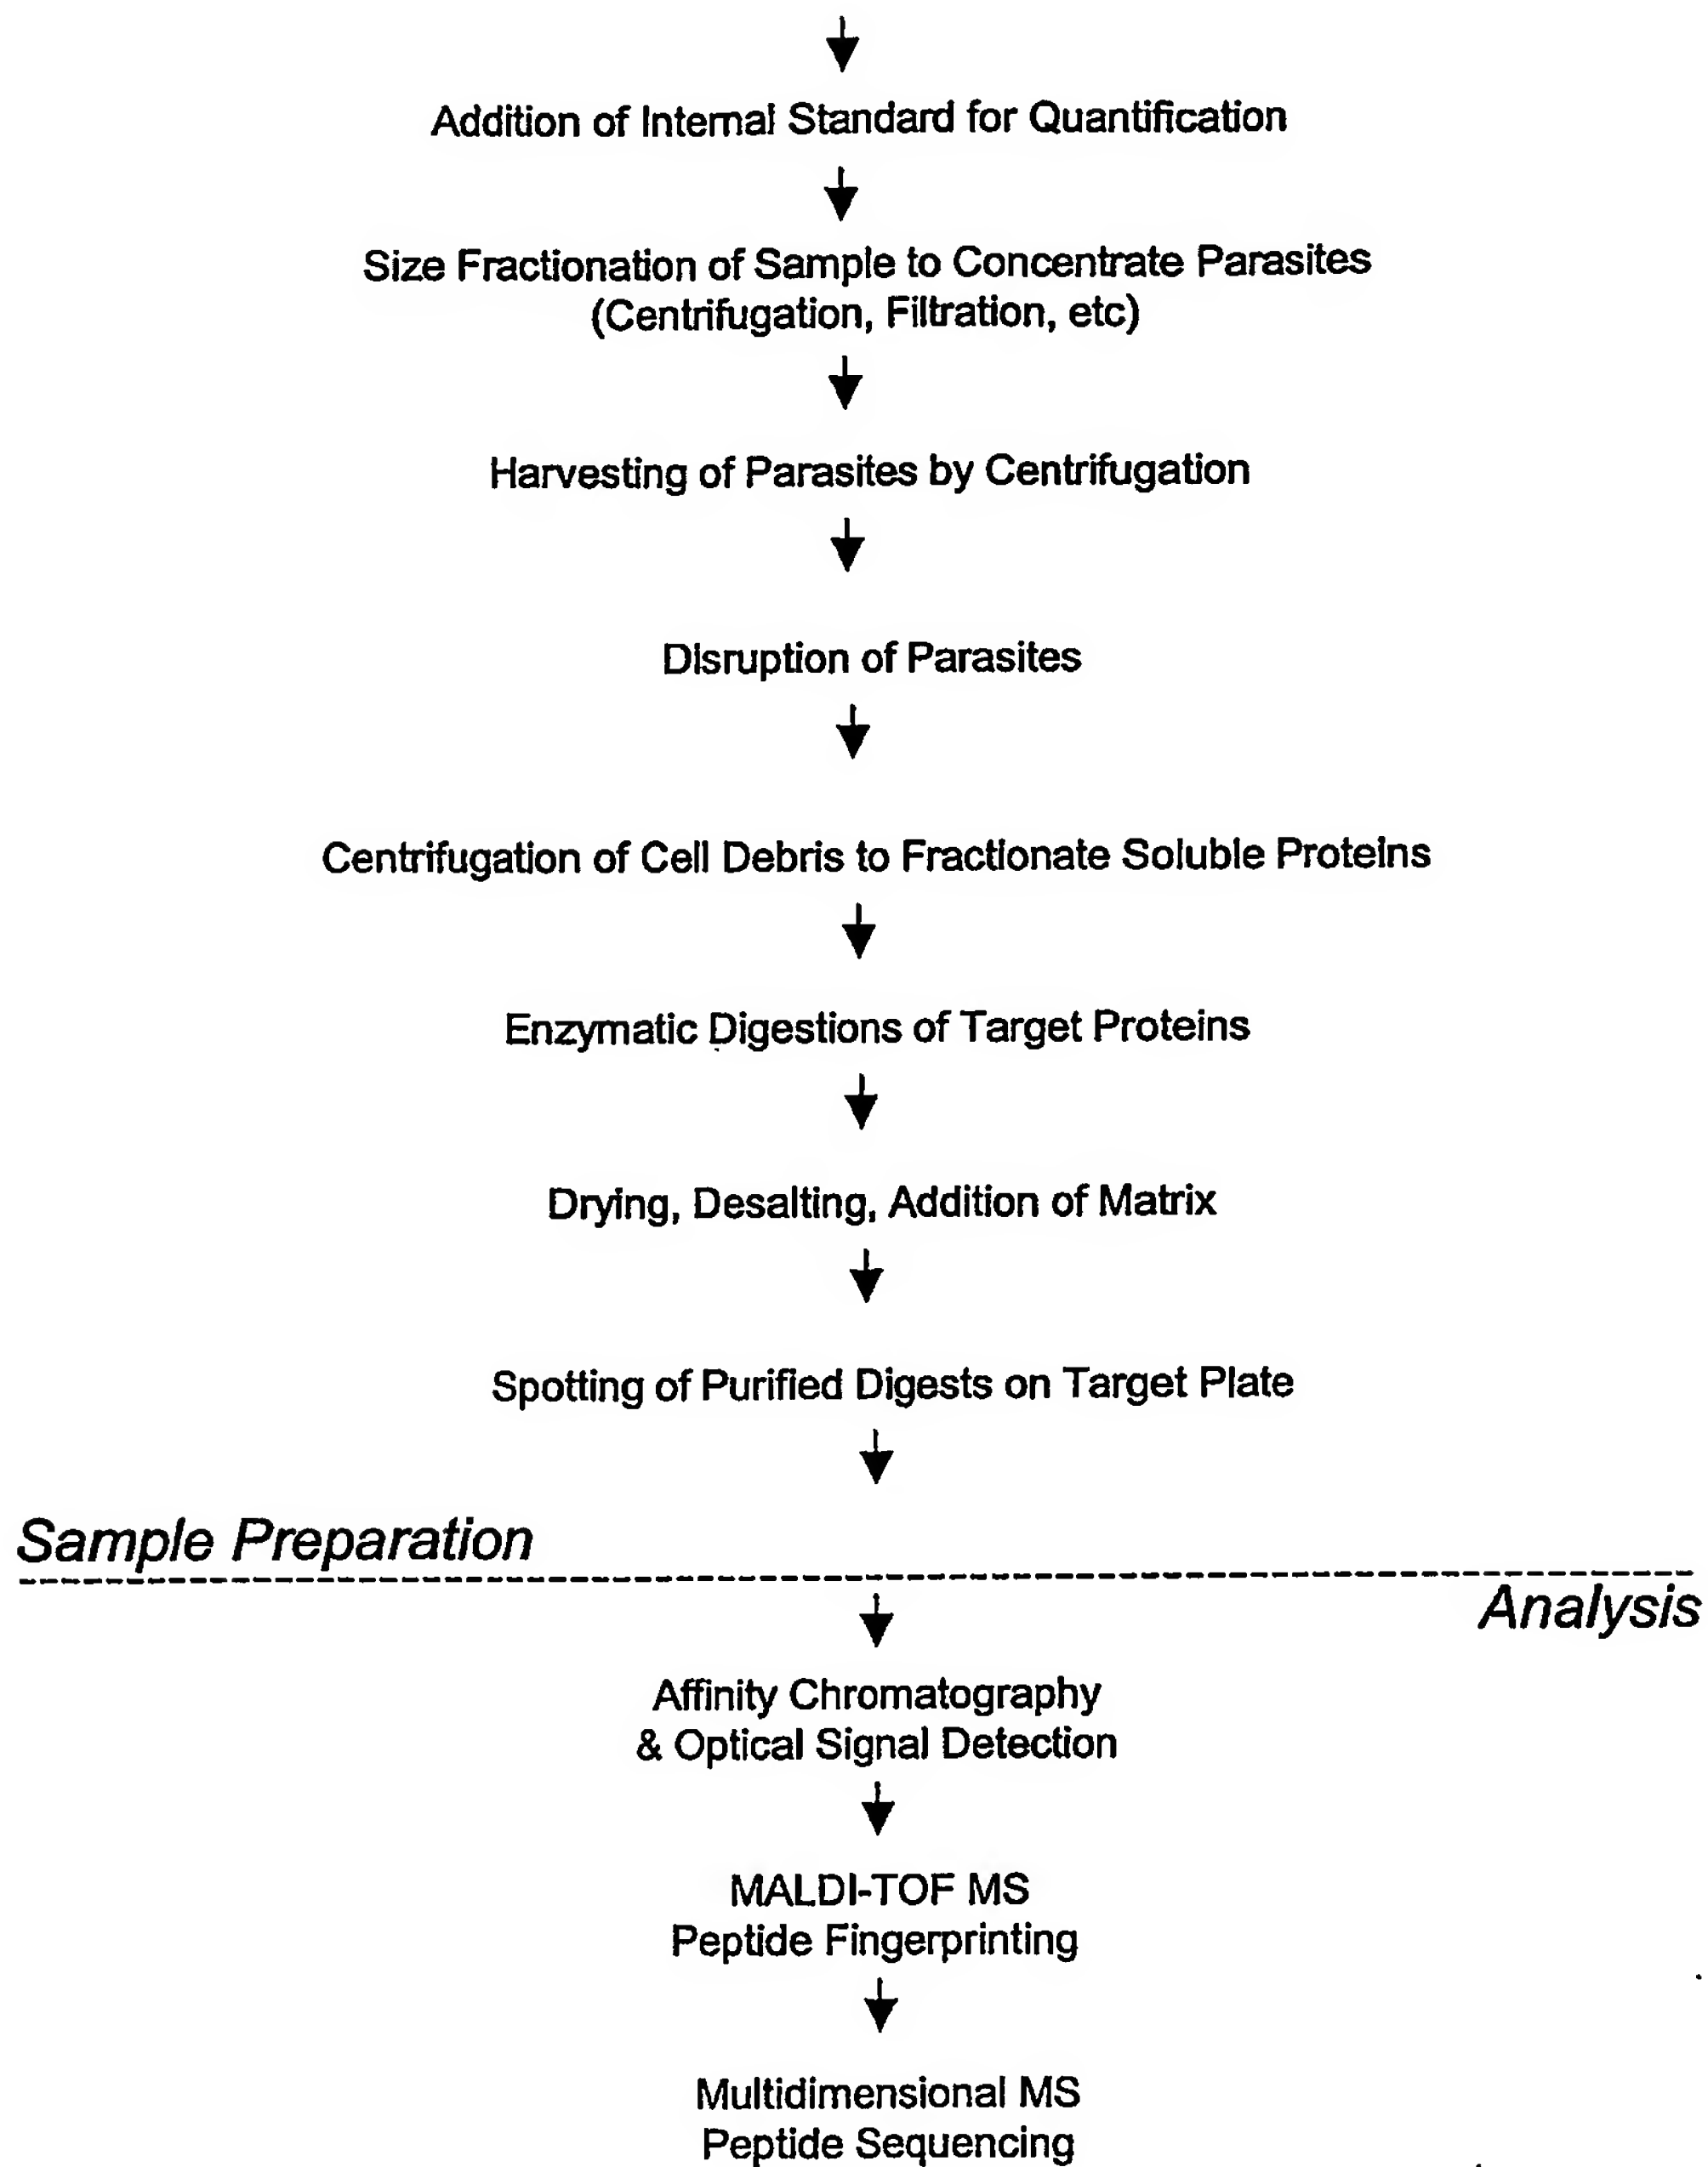 Addition of Internal Standard for Quantification
Size Fractionation of Sample to Concentrate Parasites
(Centrifugation, Filtration, etc)
Harvesting of Parasites by Centrifugation
Disruption of Parasites
Centrifugation of Cell Debris to Fractionate Soluble Proteins
Enzymatic Digestions of Target Proteins
Drying, Desalting, Addition of Matrix
Spotting of Purified Digests on Target Plate
Sample Preparation
Analysis
Affinity Chromatography
& Optical Signal Detection
MALDI-TOF MS
Peptide Fingerprinting
Multidimensional MS
Peptide Sequencing